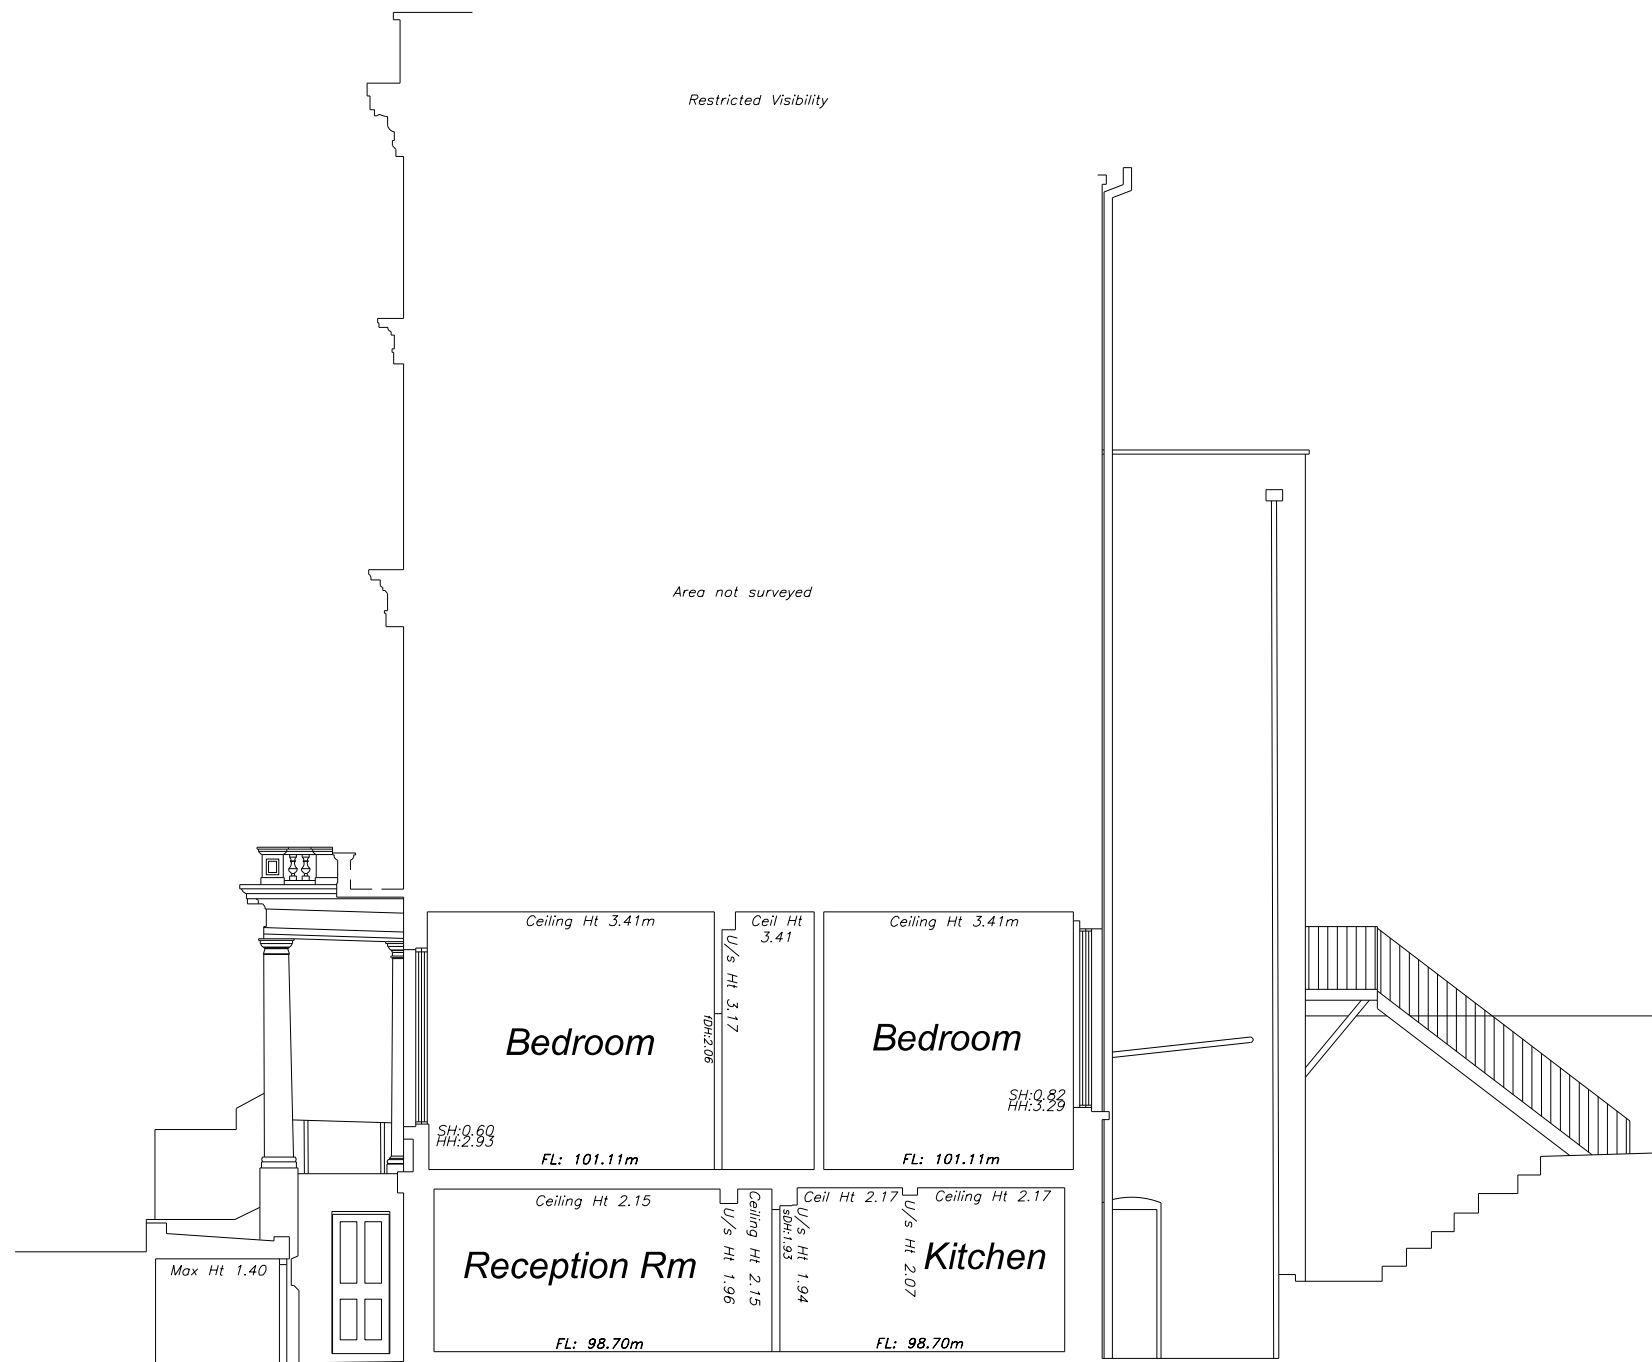 Restricted Visibility
Area not surveyed
Ceiling Ht 3.41m
Ceil Ht
3.41
Ceiling Ht 3.41m
U/s Ht 3.17
fDH:2.06
Bedroom
Bedroom
SH:0.82
HH:3.29
SH:0.60
HH:2.93
FL: 101.11m
FL: 101.11m
Ceiling Ht 2.15
U/s Ht 1.96
Ceiling Ht 2.15
sDH:1.93
U/s Ht 1.94
Ceil Ht 2.17
U/s Ht 2.07
Ceiling Ht 2.17
Reception Rm
Kitchen
Max Ht 1.40
FL: 98.70m
FL: 98.70m